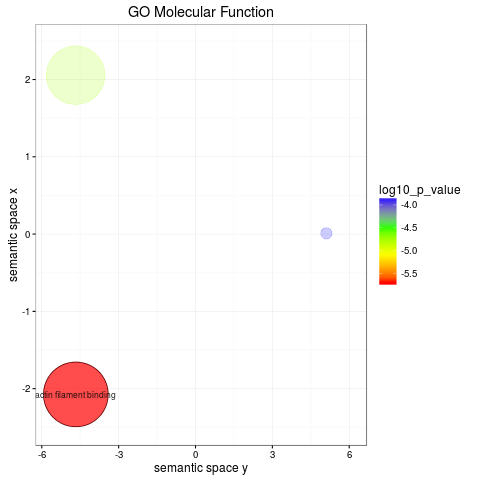 GO Molecular Function
2
1
0
-1
-2
semantic space x
actin filament binding
-6
-3
0
3
6
semantic space y
log10_p_value
-4.0
-4.5
-5.0
-5.5